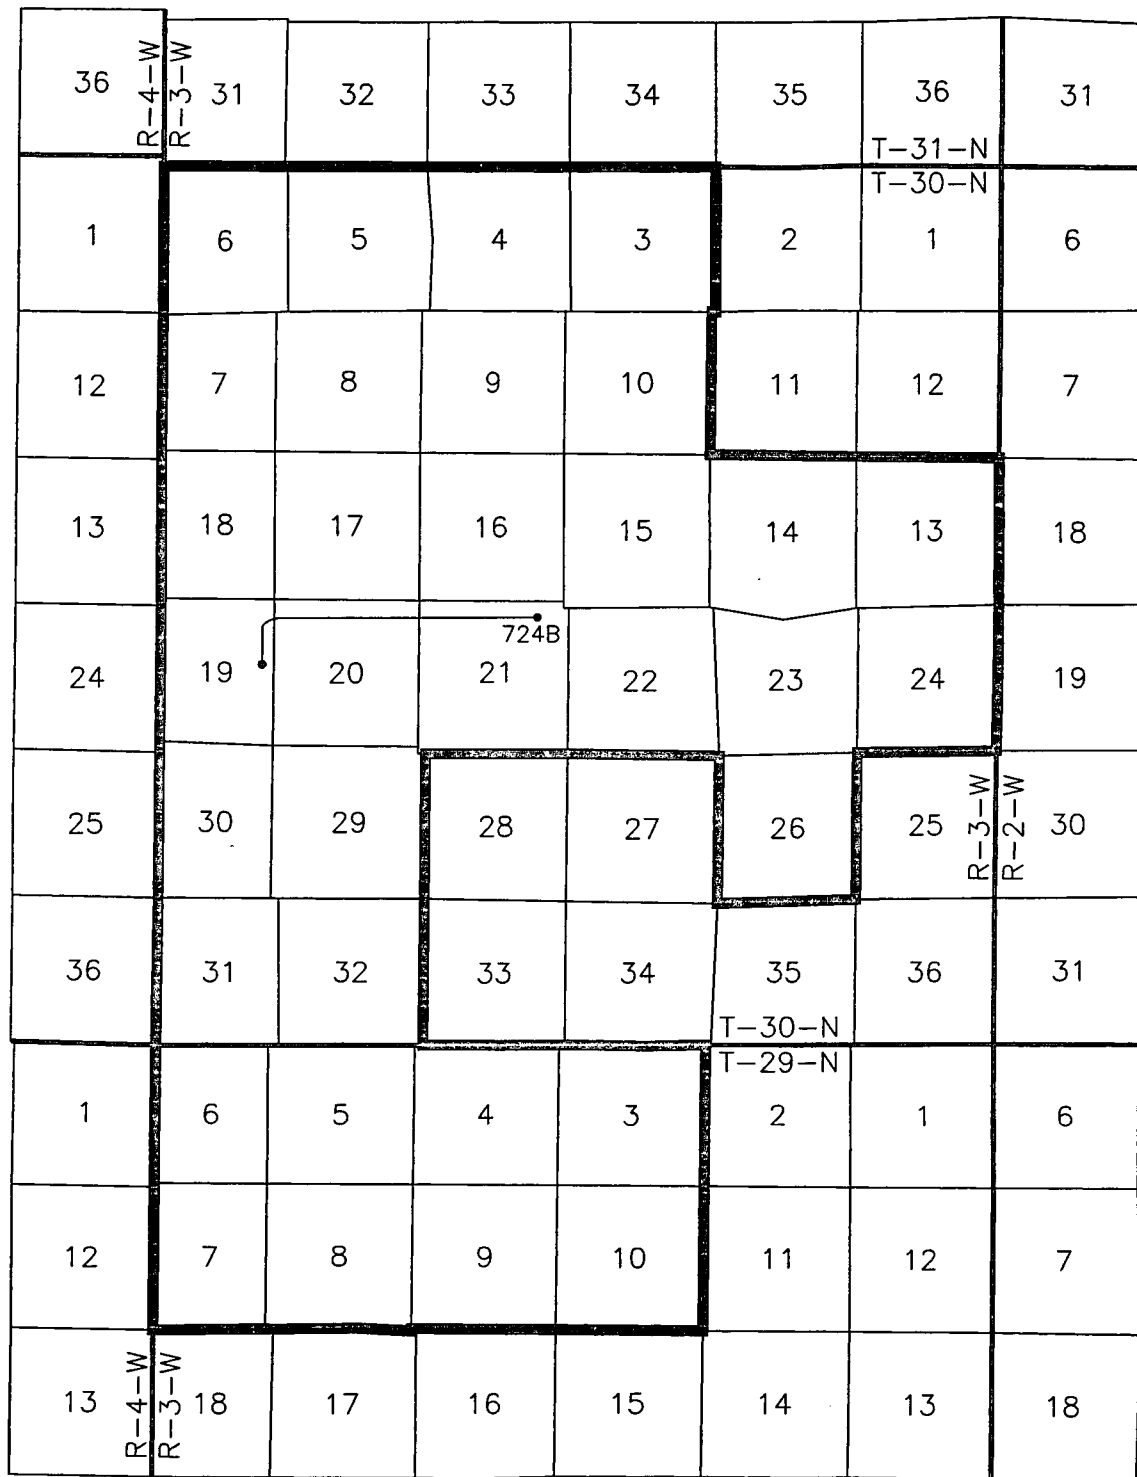 36 R-4-W R-3-W 31 32 33 34 35 36 31
T-31-N
T-30-N
1 6 5 4 3 2 1 6
12 7 8 9 10 11 12 7
13 18 17 16 15 14 13 18
724B
24 19 20 21 22 23 24 19
25 30 29 28 27 26 25 R-3-W R-2-W 30
36 31 32 33 34 35 36 31
T-30-N
T-29-N
1 6 5 4 3 2 1 6
12 7 8 9 10 11 12 7
13 R-4-W R-3-W 18 17 16 15 14 13 18